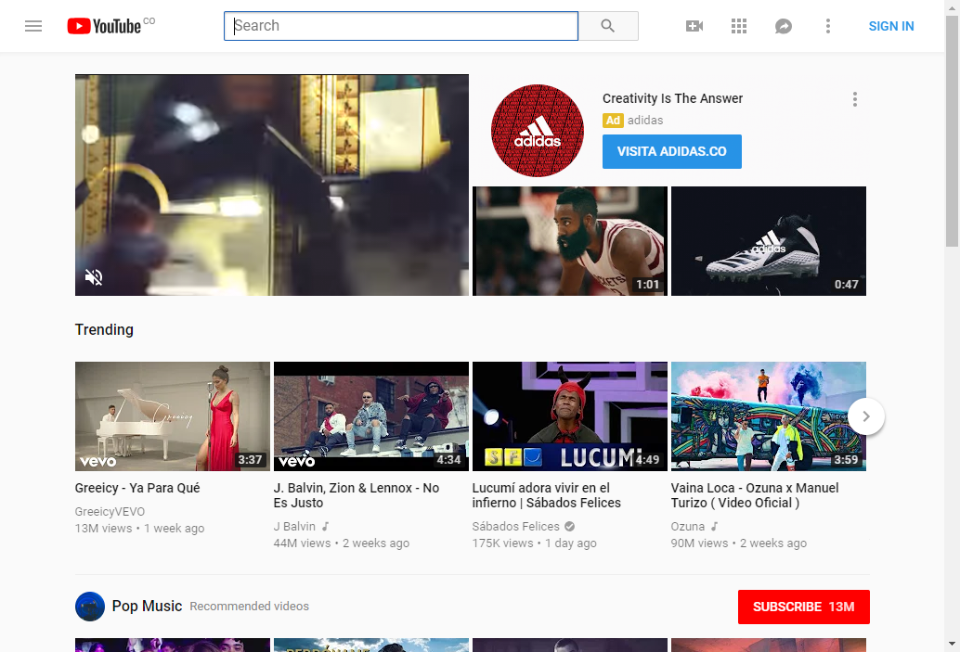 YouTube CO
Search
SIGN IN
Creativity Is The Answer
Ad adidas
VISITA ADIDAS.CO
adidas
1:01
adidas
0:47
Trending
Greeicy
vevo
3:37
vevo
4:34
SF
LUCUMÍ
4:49
3:59
Greeicy - Ya Para Qué
GreeicyVEVO
13M views • 1 week ago
J. Balvin, Zion & Lennox - No
Es Justo
J Balvin
44M views • 2 weeks ago
Lucumí adora vivir en el
infierno | Sábados Felices
Sábados Felices
175K views • 1 day ago
Vaina Loca - Ozuna x Manuel
Turizo ( Video Oficial )
Ozuna
90M views • 2 weeks ago
Pop Music Recommended videos
SUBSCRIBE 13M